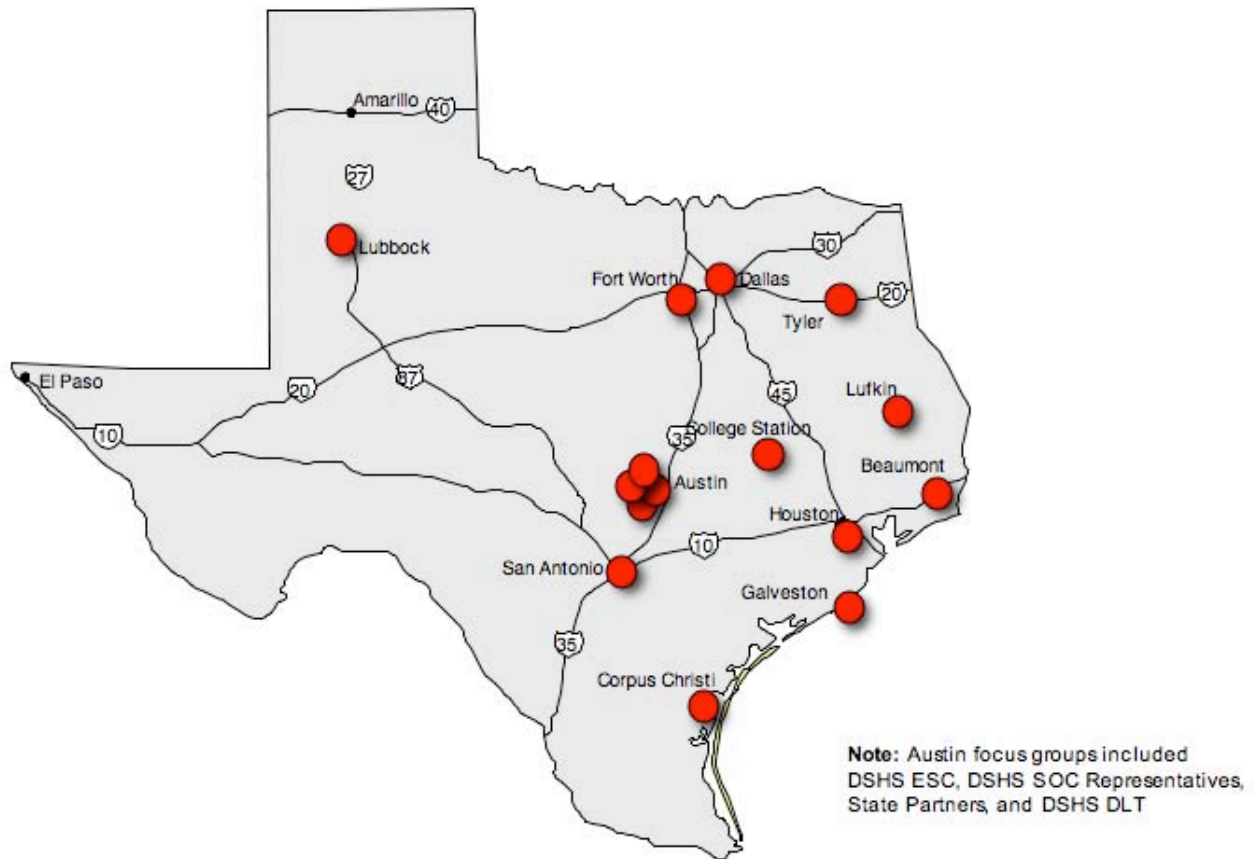 Amarillo
40
27
Lubbock
30
Fort Worth
Dallas
20
Tyler
El Paso
87
20
45
Lufkin
10
35
College Station
Beaumont
Austin
Houston
10
San Antonio
Galveston
35
Corpus Christi
Note: Austin focus groups included
DSHS ESC, DSHS SOC Representatives,
State Partners, and DSHS DLT